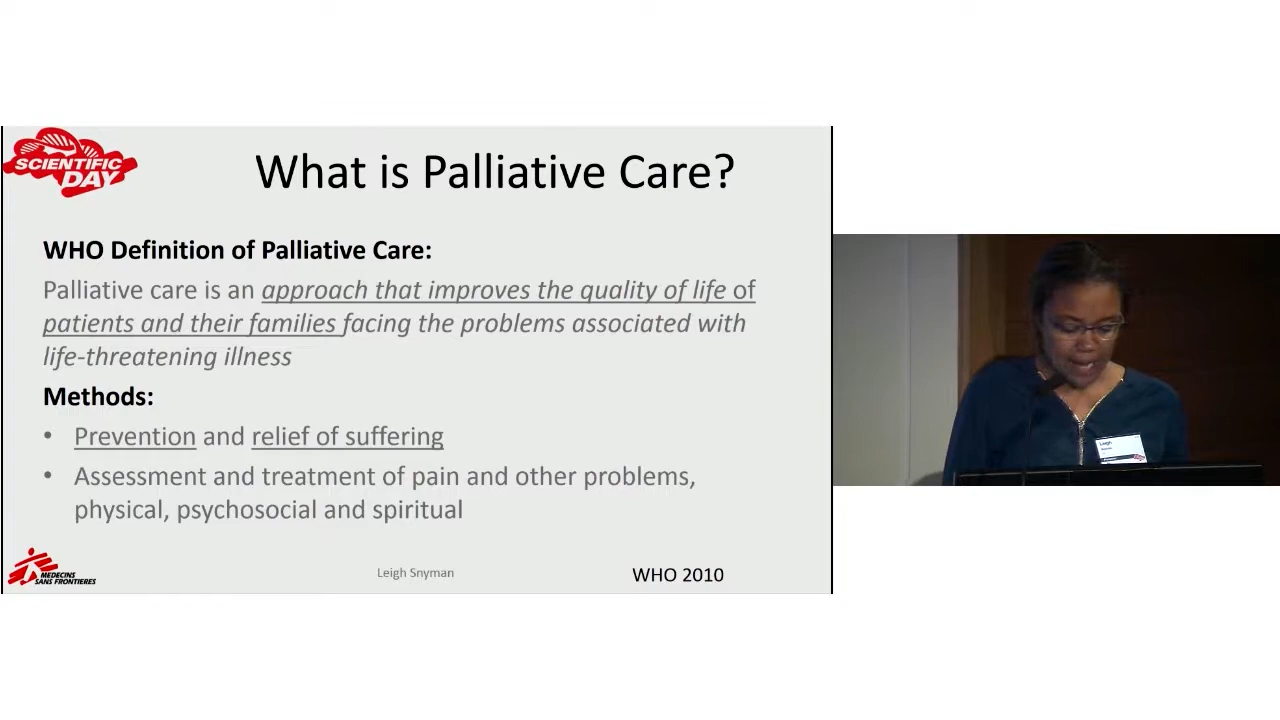 SCIENTIFIC
DAY
What is Palliative Care?
WHO Definition of Palliative Care:
Palliative care is an approach that improves the quality of life of
patients and their families facing the problems associated with
life-threatening illness
Methods:
• Prevention and relief of suffering
• Assessment and treatment of pain and other problems,
physical, psychosocial and spiritual
MEDECINS
SANS FRONTIERES
Leigh Snyman
WHO 2010
Leigh